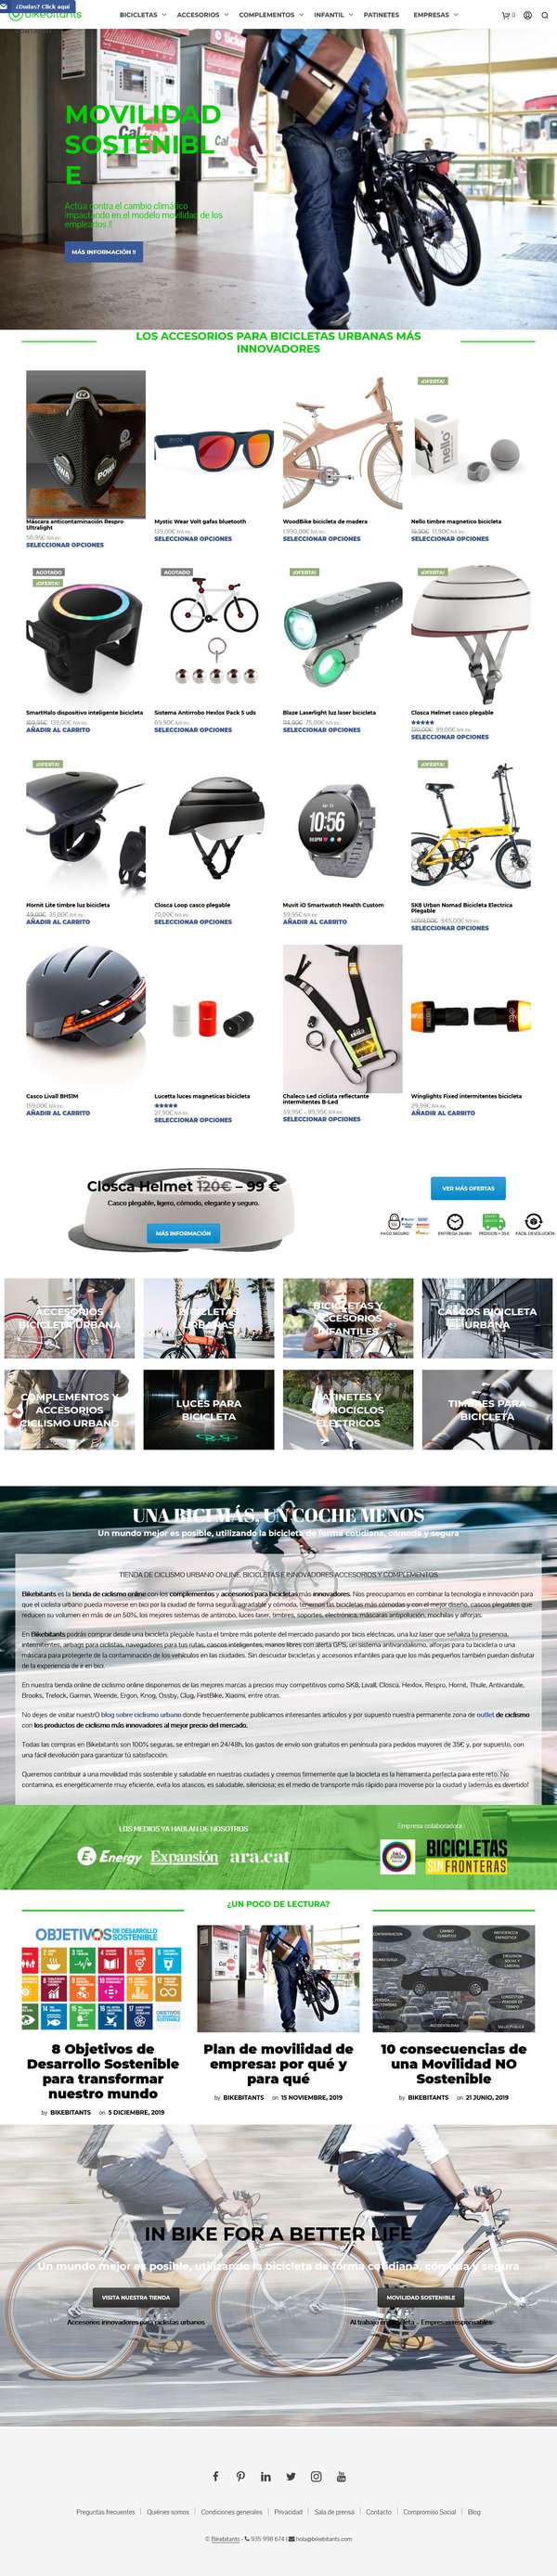 ¿Dudas? Click aquí
bikebitants
BICICLETAS
ACCESORIOS
COMPLEMENTOS
INFANTIL
PATINETES
EMPRESAS
0
MOVILIDAD
SOSTENIBL
E
Actúa contra el cambio climático
impactando en el modelo movilidad de los
empleados !!
MÁS INFORMACIÓN !!
LOS ACCESORIOS PARA BICICLETAS URBANAS MÁS
INNOVADORES
¡OFERTA!
Máscara anticontaminación Respro
Ultralight
SELECCIONAR OPCIONES
Mystic Wear Volt gafas bluetooth
139,00€ IVA inc.
SELECCIONAR OPCIONES
WoodBike bicicleta de madera
1.990,00€ IVA inc.
SELECCIONAR OPCIONES
Nello timbre magnetico bicicleta
17,90€ IVA inc.
SELECCIONAR OPCIONES
AGOTADO
¡OFERTA!
AGOTADO
¡OFERTA!
¡OFERTA!
SmartHalo dispositivo inteligente bicicleta
139,00€ IVA inc.
AÑADIR AL CARRITO
Sistema Antirrobo Hexlox Pack 5 uds
69,90€ IVA inc.
SELECCIONAR OPCIONES
Blaze Laserlight luz laser bicicleta
75,00€ IVA inc.
SELECCIONAR OPCIONES
Closca Helmet casco plegable
120,00€ 99,00€ IVA inc.
SELECCIONAR OPCIONES
¡OFERTA!
¡OFERTA!
10:56
Hornit Lite timbre luz bicicleta
AÑADIR AL CARRITO
Closca Loop casco plegable
70,00€ IVA inc.
SELECCIONAR OPCIONES
Muvit iO Smartwatch Health Custom
59,95€ IVA inc.
AÑADIR AL CARRITO
SK8 Urban Nomad Bicicleta Electrica
Plegable
945,00€ IVA inc.
SELECCIONAR OPCIONES
Casco Livall BH51M
159,00€ IVA inc.
AÑADIR AL CARRITO
Lucetta luces magneticas bicicleta
27,90€ IVA inc.
SELECCIONAR OPCIONES
Chaleco Led ciclista reflectante
intermitentes B-Led
59,95€ – 89,95€ IVA inc.
SELECCIONAR OPCIONES
Winglights Fixed intermitentes bicicleta
29,99€ IVA inc.
AÑADIR AL CARRITO
Closca Helmet 120€ – 99 €
Casco plegable, ligero, cómodo, elegante y seguro.
MÁS INFORMACIÓN
VER MÁS OFERTAS
PAGO SEGURO
ENTREGA 24/48H
PEDIDOS > 35 €
FACIL DEVOLUCIÓN
ACCESORIOS
BICICLETA URBANA
BICICLETAS
URBANAS
BICICLETAS Y
ACCESORIOS
INFANTILES
CASCOS BICICLETA
URBANA
COMPLEMENTOS Y
ACCESORIOS
CICLISMO URBANO
LUCES PARA
BICICLETA
PATINETES Y
MONOCICLOS
ELECTRICOS
TIMBRES PARA
BICICLETA
UNA BICI MÁS, UN COCHE MENOS
Un mundo mejor es posible, utilizando la bicicleta de forma cotidiana, cómoda y segura
TIENDA DE CICLISMO URBANO ONLINE, BICICLETAS E INNOVADORES ACCESORIOS Y COMPLEMENTOS
Bikebitants es la tienda de ciclismo online con los complementos y accesorios para bicicletas más innovadores. Nos preocupamos en combinar la tecnología e innovación para
que el ciclista urbano pueda moverse en bici por la ciudad de forma segura, agradable y cómoda, tenemos las bicicletas más cómodas y con el mejor diseño, cascos plegables que
reducen su volumen en más de un 50%, los mejores sistemas de antirrobo, luces laser, timbres, soportes, electrónica, máscaras antipolución, mochilas y alforjas.
En Bikebitants podrás comprar desde una bicicleta plegable hasta el timbre más potente del mercado pasando por bicis eléctricas, una luz laser que señaliza tu presencia,
intermitentes, airbags para ciclistas, navegadores para tus rutas, cascos inteligentes, manos libres con alerta GPS, un sistema antivandalismo, alforjas para tu bicicleta o una
máscara para protegerte de la contaminación de los vehículos en las ciudades. Sin descuidar bicicletas y accesorios infantiles para que los más pequeños también puedan disfrutar
de la experiencia de ir en bici.
En nuestra tienda online de ciclismo online disponemos de las mejores marcas a precios muy competitivos como SK8, Livall, Closca, Hexlox, Respro, Hornit, Thule, Antivandale,
Brooks, Trelock, Garmin, Weende, Ergon, Knog, Ossby, Clug, FirstBike, Xiaomi, entre otras.
No dejes de visitar nuestrO blog sobre ciclismo urbano donde frecuentemente publicamos interesantes artículos y por supuesto nuestra permanente zona de outlet de ciclismo
con los productos de ciclismo más innovadores al mejor precio del mercado.
Todas las compras en Bikebitants son 100% seguras, se entregan en 24/48h, los gastos de envío son gratuitos en península para pedidos mayores de 35€ y, por supuesto, con
una fácil devolución para garantizar tú satisfacción.
Queremos contribuir a una movilidad más sostenible y saludable en nuestras ciudades y creemos firmemente que la bicicleta es la herramienta perfecta para este reto. No
contamina, es energéticamente muy eficiente, evita los atascos, es saludable, silenciosa; es el medio de transporte más rápido para moverse por la ciudad y ¡además es divertido!
LOS MEDIOS YA HABLAN DE NOSOTROS
Energy Expansión ara.cat
Empresa colaboradora :
BICICLETAS
SIN FRONTERAS
¿UN POCO DE LECTURA?
OBJETIVOS DE DESARROLLO
SOSTENIBLE
8 Objetivos de
Desarrollo Sostenible
para transformar
nuestro mundo
by BIKEBITANTS on 5 DICIEMBRE, 2019
Plan de movilidad de
empresa: por qué y
para qué
by BIKEBITANTS on 15 NOVIEMBRE, 2019
10 consecuencias de
una Movilidad NO
Sostenible
by BIKEBITANTS on 21 JUNIO, 2019
IN BIKE FOR A BETTER LIFE
Un mundo mejor es posible, utilizando la bicicleta de forma cotidiana, cómoda y segura
VISITA NUESTRA TIENDA
Accesorios innovadores para ciclistas urbanos
MOVILIDAD SOSTENIBLE
Al trabajo en bicicleta – Empresas responsables
Preguntas frecuentes
Quiénes somos
Condiciones generales
Privacidad
Sala de prensa
Contacto
Compromiso Social
Blog
© Bikebitants - 935 998 674 | hola@bikebitants.com